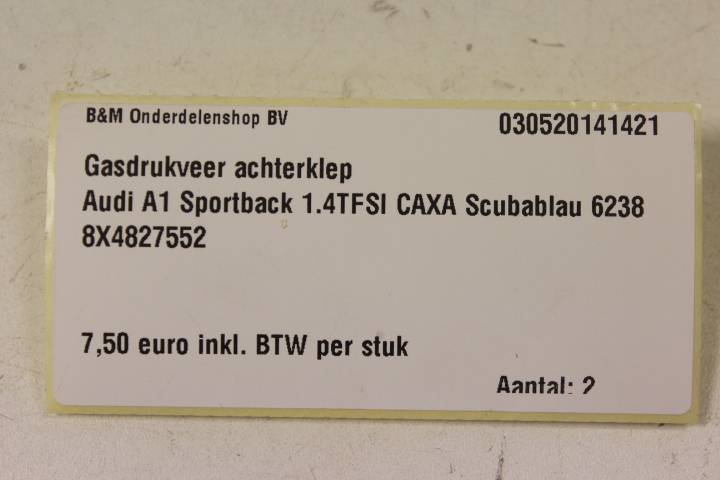 B&M Onderdelenshop BV 030520141421
Gasdrukveer achterklep
Audi A1 Sportback 1.4TFSI CAXA Scubablau 6238
8X4827552
7,50 euro inkl. BTW per stuk
Aantal: 2